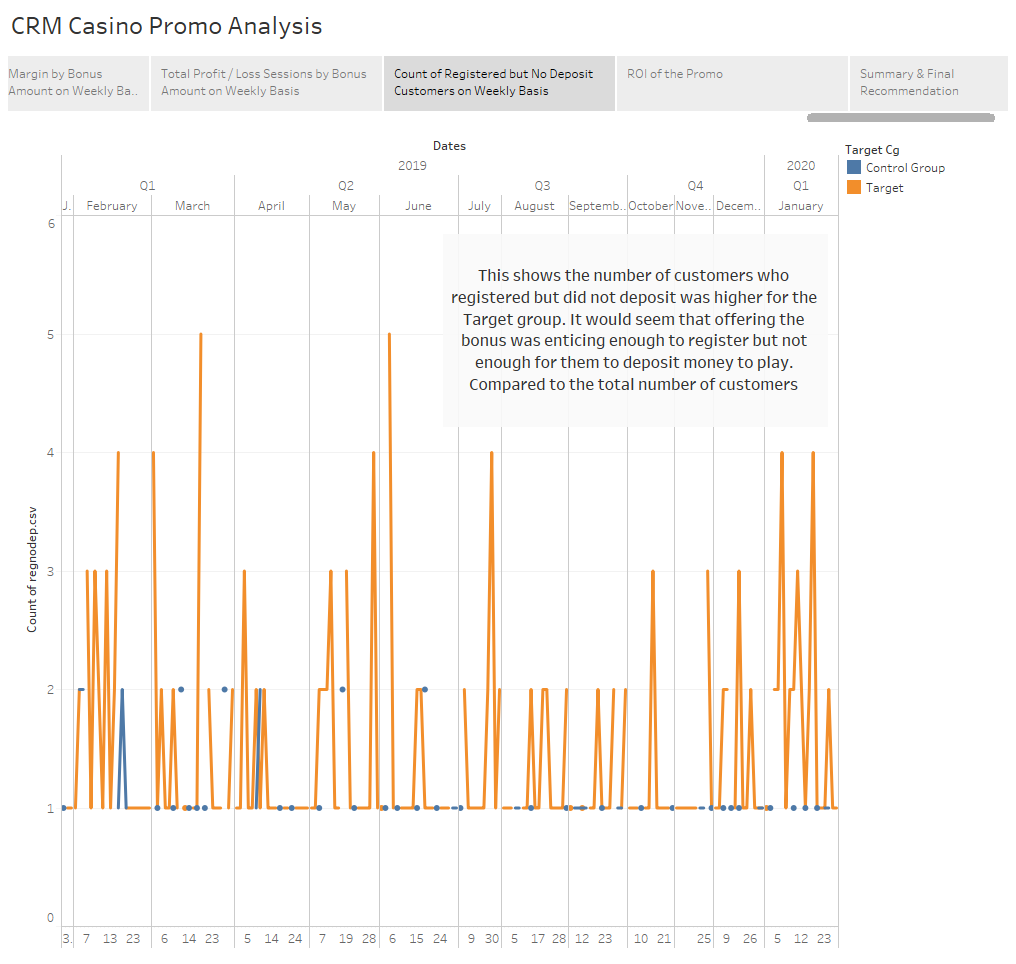 CRM Casino Promo Analysis
Margin by Bonus
Amount on Weekly Ba..
Total Profit / Loss Sessions by Bonus
Amount on Weekly Basis
Count of Registered but No Deposit
Customers on Weekly Basis
ROI of the Promo
Summary & Final
Recommendation
Dates
2019 2020
Q1 Q2 Q3 Q4 Q1
J.. February March April May June July August Septemb.. October Nove.. Decem.. January
Target Cg
Control Group
Target
This shows the number of customers who
registered but did not deposit was higher for the
Target group. It would seem that offering the
bonus was enticing enough to register but not
enough for them to deposit money to play.
Compared to the total number of customers
Count of regnodep.csv
6
5
4
3
2
1
0
3. 7 13 23 6 14 23 5 14 24 7 19 28 6 15 24 9 30 5 17 28 12 23 10 21 25 9 26 5 12 23